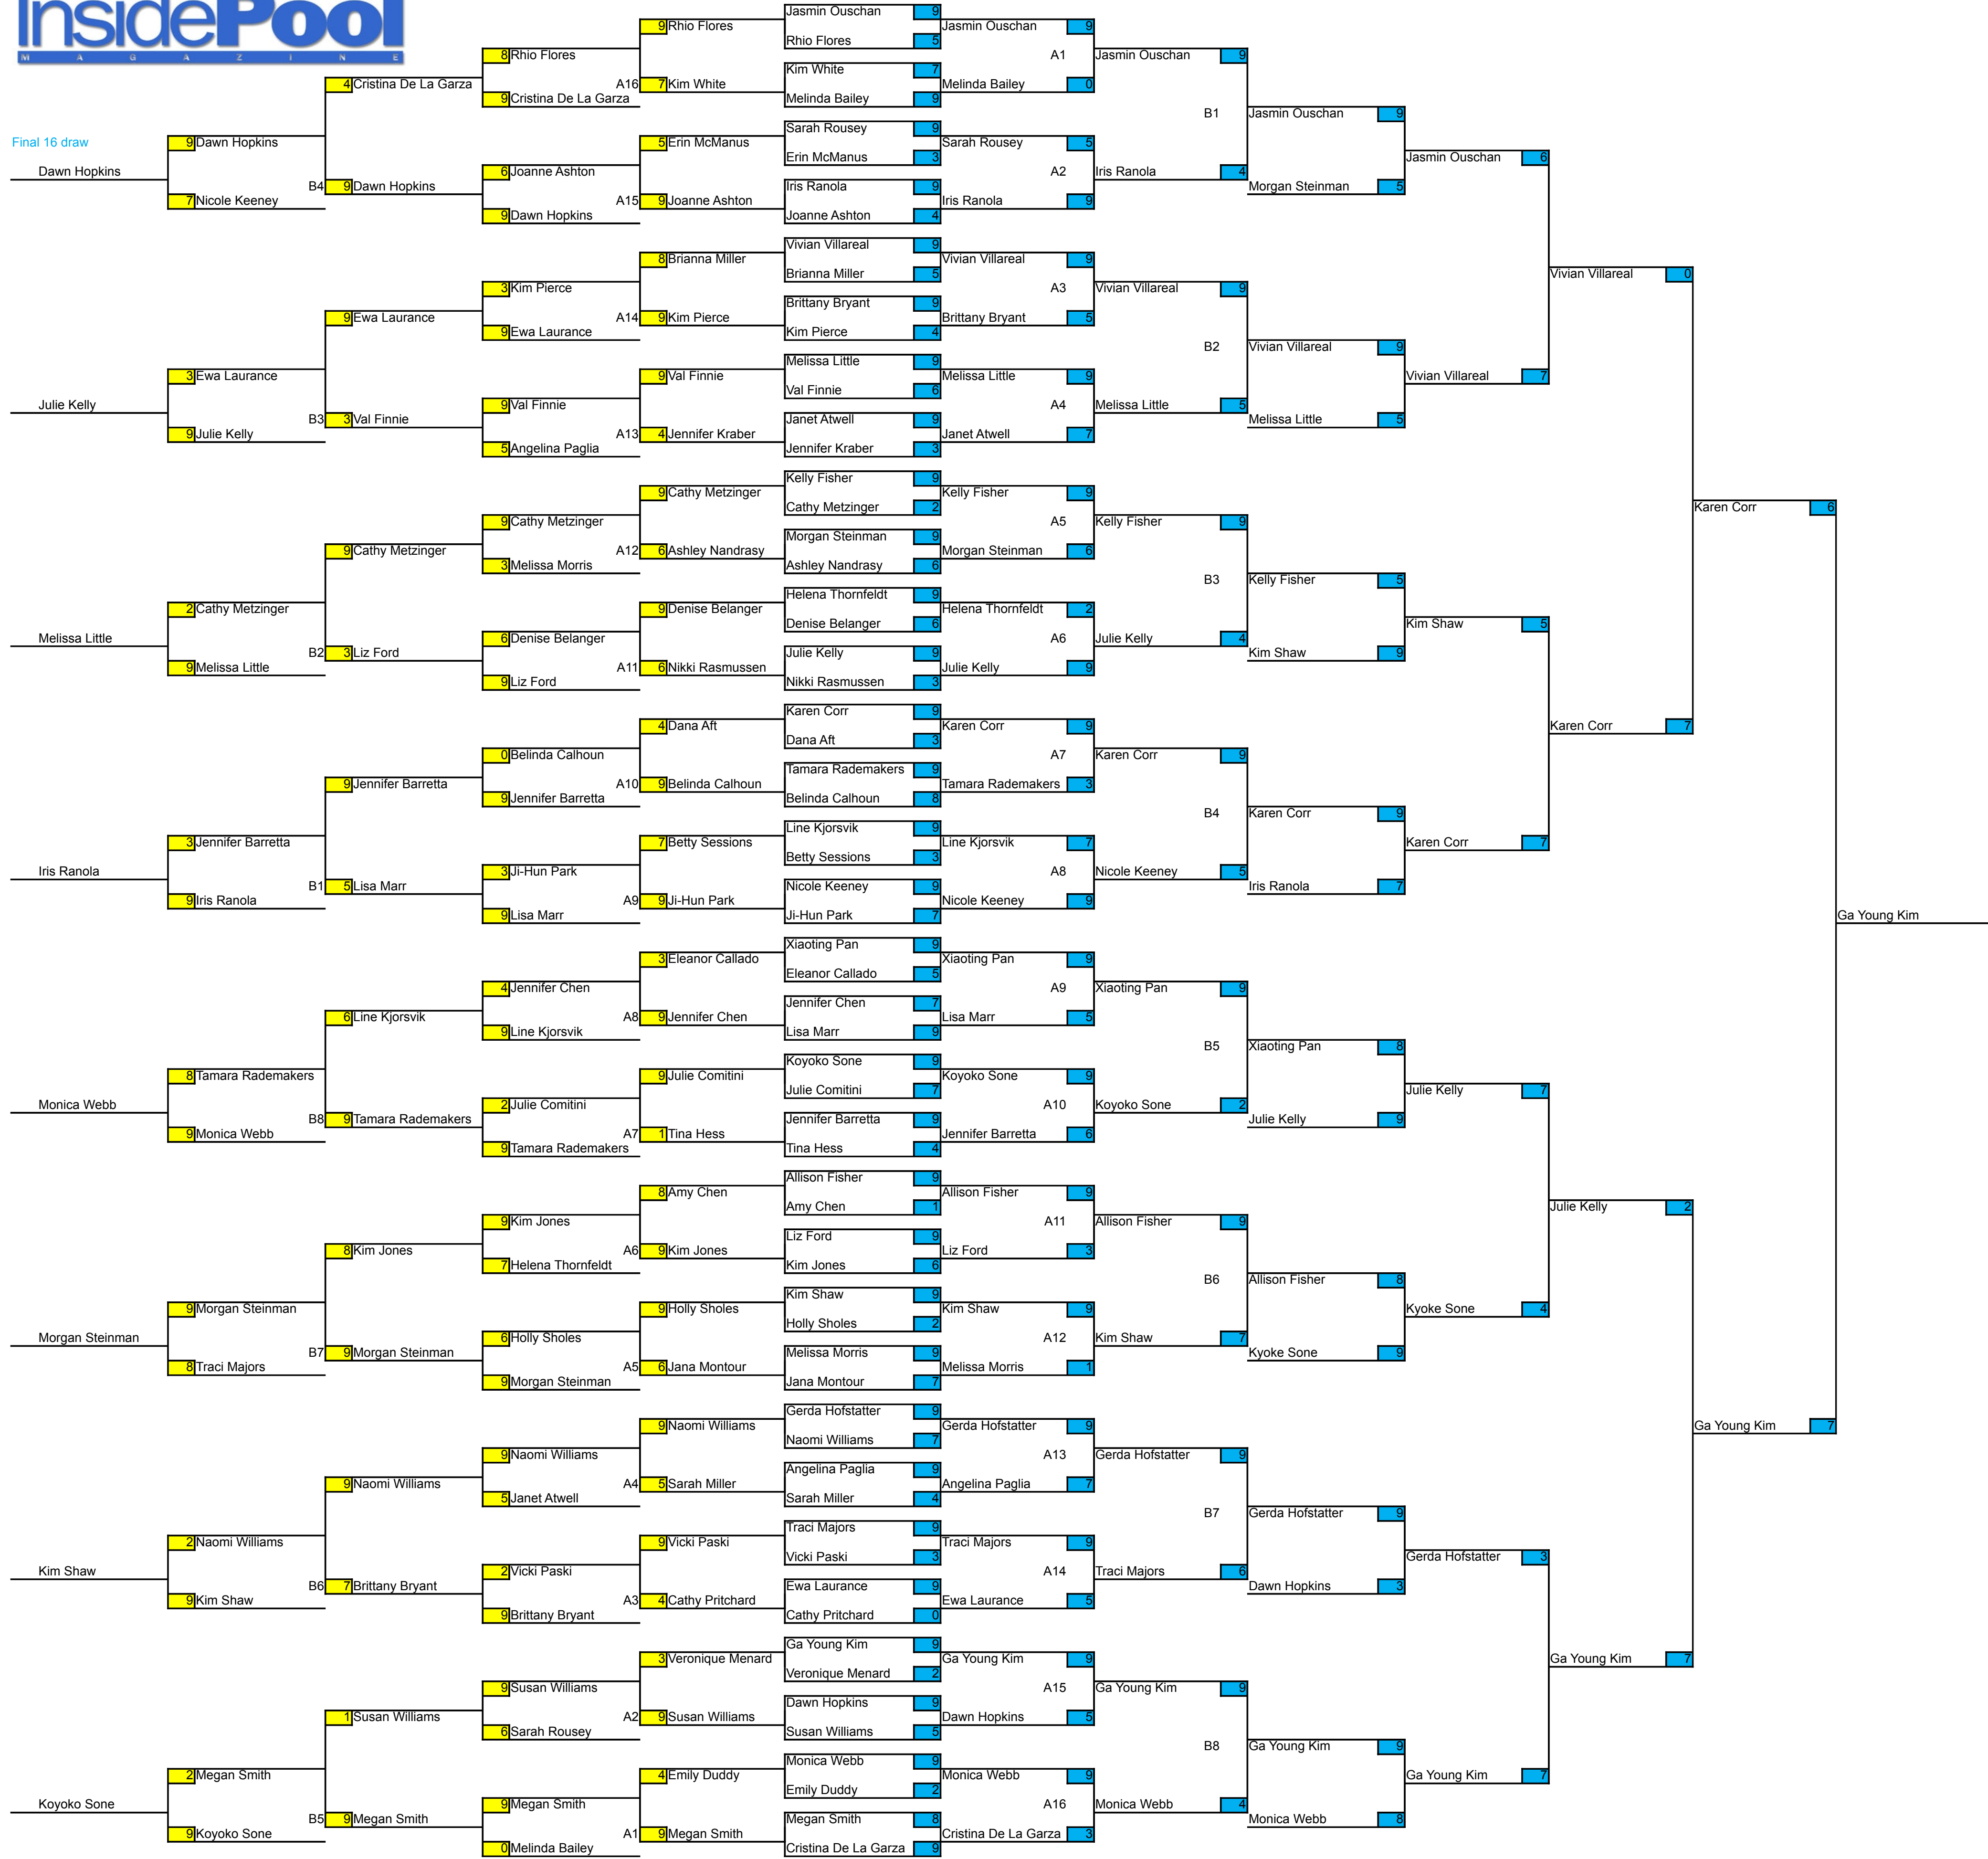 InsidePool
MAGAZINE
Final 16 draw
Dawn Hopkins
Julie Kelly
Melissa Little
Iris Ranola
Monica Webb
Morgan Steinman
Kim Shaw
Koyoko Sone
9 Dawn Hopkins
7 Nicole Keeney
3 Ewa Laurance
9 Julie Kelly
2 Cathy Metzinger
9 Melissa Little
3 Jennifer Barretta
9 Iris Ranola
8 Tamara Rademakers
9 Monica Webb
9 Morgan Steinman
8 Traci Majors
2 Naomi Williams
9 Kim Shaw
2 Megan Smith
9 Koyoko Sone
4 Cristina De La Garza
B4 9 Dawn Hopkins
9 Ewa Laurance
B3 3 Val Finnie
9 Cathy Metzinger
B2 3 Liz Ford
9 Jennifer Barretta
B1 5 Lisa Marr
6 Line Kjorsvik
B8 9 Tamara Rademakers
8 Kim Jones
B7 9 Morgan Steinman
9 Naomi Williams
B6 7 Brittany Bryant
1 Susan Williams
B5 9 Megan Smith
8 Rhio Flores
9 Cristina De La Garza
6 Joanne Ashton
9 Dawn Hopkins
3 Kim Pierce
9 Ewa Laurance
9 Val Finnie
5 Angelina Paglia
9 Cathy Metzinger
3 Melissa Morris
6 Denise Belanger
9 Liz Ford
0 Belinda Calhoun
9 Jennifer Barretta
3 Ji-Hun Park
9 Lisa Marr
4 Jennifer Chen
9 Line Kjorsvik
2 Julie Comitini
9 Tamara Rademakers
9 Kim Jones
7 Helena Thornfeldt
6 Holly Sholes
9 Morgan Steinman
9 Naomi Williams
5 Janet Atwell
2 Vicki Paski
9 Brittany Bryant
9 Susan Williams
6 Sarah Rousey
9 Megan Smith
0 Melinda Bailey
9 Rhio Flores
A16 7 Kim White
5 Erin McManus
A15 9 Joanne Ashton
8 Brianna Miller
A14 9 Kim Pierce
9 Val Finnie
A13 4 Jennifer Kraber
9 Cathy Metzinger
A12 6 Ashley Nandrasy
9 Denise Belanger
A11 6 Nikki Rasmussen
4 Dana Aft
A10 9 Belinda Calhoun
7 Betty Sessions
A9 9 Ji-Hun Park
3 Eleanor Callado
A8 9 Jennifer Chen
9 Julie Comitini
A7 1 Tina Hess
8 Amy Chen
A6 9 Kim Jones
9 Holly Sholes
A5 6 Jana Montour
9 Naomi Williams
A4 5 Sarah Miller
9 Vicki Paski
A3 4 Cathy Pritchard
3 Veronique Menard
A2 9 Susan Williams
4 Emily Duddy
A1 9 Megan Smith
Jasmin Ouschan 9
Rhio Flores 5
Kim White 7
Melinda Bailey 9
Sarah Rousey 9
Erin McManus 3
Iris Ranola 9
Joanne Ashton 4
Vivian Villareal 9
Brianna Miller 5
Brittany Bryant 9
Kim Pierce 4
Melissa Little 9
Val Finnie 6
Janet Atwell 9
Jennifer Kraber 3
Kelly Fisher 9
Cathy Metzinger 2
Morgan Steinman 9
Ashley Nandrasy 6
Helena Thornfeldt 9
Denise Belanger 6
Julie Kelly 9
Nikki Rasmussen 3
Karen Corr 9
Dana Aft 3
Tamara Rademakers 9
Belinda Calhoun 8
Line Kjorsvik 9
Betty Sessions 3
Nicole Keeney 9
Ji-Hun Park 7
Xiaoting Pan 9
Eleanor Callado 5
Jennifer Chen 7
Lisa Marr 9
Koyoko Sone 9
Julie Comitini 7
Jennifer Barretta 9
Tina Hess 4
Allison Fisher 9
Amy Chen 1
Liz Ford 9
Kim Jones 6
Kim Shaw 9
Holly Sholes 2
Melissa Morris 9
Jana Montour 7
Gerda Hofstatter 9
Naomi Williams 7
Angelina Paglia 9
Sarah Miller 4
Traci Majors 9
Vicki Paski 3
Ewa Laurance 9
Cathy Pritchard 0
Ga Young Kim 9
Veronique Menard 2
Dawn Hopkins 9
Susan Williams 5
Monica Webb 9
Emily Duddy 2
Megan Smith 8
Cristina De La Garza 9
Jasmin Ouschan 9
A1
Melinda Bailey 0
Sarah Rousey 5
A2
Iris Ranola 9
Vivian Villareal 9
A3
Brittany Bryant 5
Melissa Little 9
A4
Janet Atwell 7
Kelly Fisher 9
A5
Morgan Steinman 6
Helena Thornfeldt 2
A6
Julie Kelly 9
Karen Corr 9
A7
Tamara Rademakers 3
Line Kjorsvik 7
A8
Nicole Keeney 9
Xiaoting Pan 9
A9
Lisa Marr 5
Koyoko Sone 9
A10
Jennifer Barretta 6
Allison Fisher 9
A11
Liz Ford 3
Kim Shaw 9
A12
Melissa Morris 1
Gerda Hofstatter 9
A13
Angelina Paglia 7
Traci Majors 9
A14
Ewa Laurance 5
Ga Young Kim 9
A15
Dawn Hopkins 5
Monica Webb 9
A16
Cristina De La Garza 3
Jasmin Ouschan 9
B1
Iris Ranola 4
Vivian Villareal 9
B2
Melissa Little 5
Kelly Fisher 9
B3
Julie Kelly 4
Karen Corr 9
B4
Nicole Keeney 5
Xiaoting Pan 9
B5
Koyoko Sone 2
Allison Fisher 9
B6
Kim Shaw 7
Gerda Hofstatter 9
B7
Traci Majors 6
Ga Young Kim 9
B8
Monica Webb 4
Jasmin Ouschan 9
Morgan Steinman 5
Vivian Villareal 9
Melissa Little 5
Kelly Fisher 5
Kim Shaw 9
Karen Corr 9
Iris Ranola 7
Xiaoting Pan 8
Julie Kelly 9
Allison Fisher 8
Kyoke Sone 9
Gerda Hofstatter 9
Dawn Hopkins 3
Ga Young Kim 9
Monica Webb 8
Jasmin Ouschan 6
Vivian Villareal 7
Kim Shaw 5
Karen Corr 7
Julie Kelly 7
Kyoke Sone 4
Gerda Hofstatter 3
Ga Young Kim 7
Vivian Villareal 0
Karen Corr 7
Julie Kelly 2
Ga Young Kim 7
Karen Corr 6
Ga Young Kim 7
Ga Young Kim